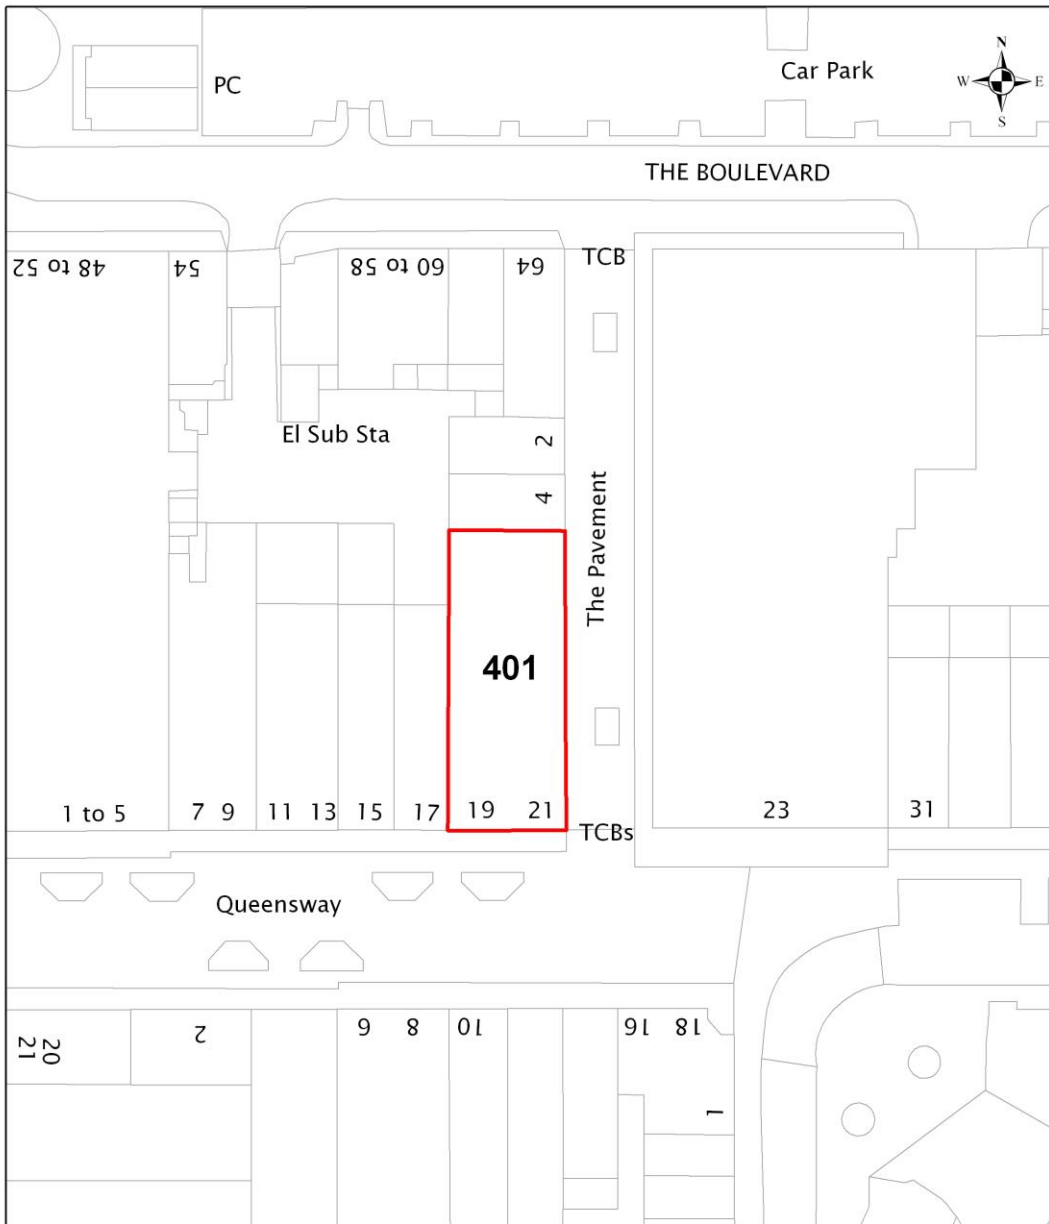 N
W E
S
PC
Car Park
THE BOULEVARD
48 to 52
54
58 to 60
64
TCB
El Sub Sta
2
4
The Pavement
401
1 to 5
7 9
11 13
15
17
19
21
TCBs
23
31
Queensway
20
21
2
6
8
10
16
18
1